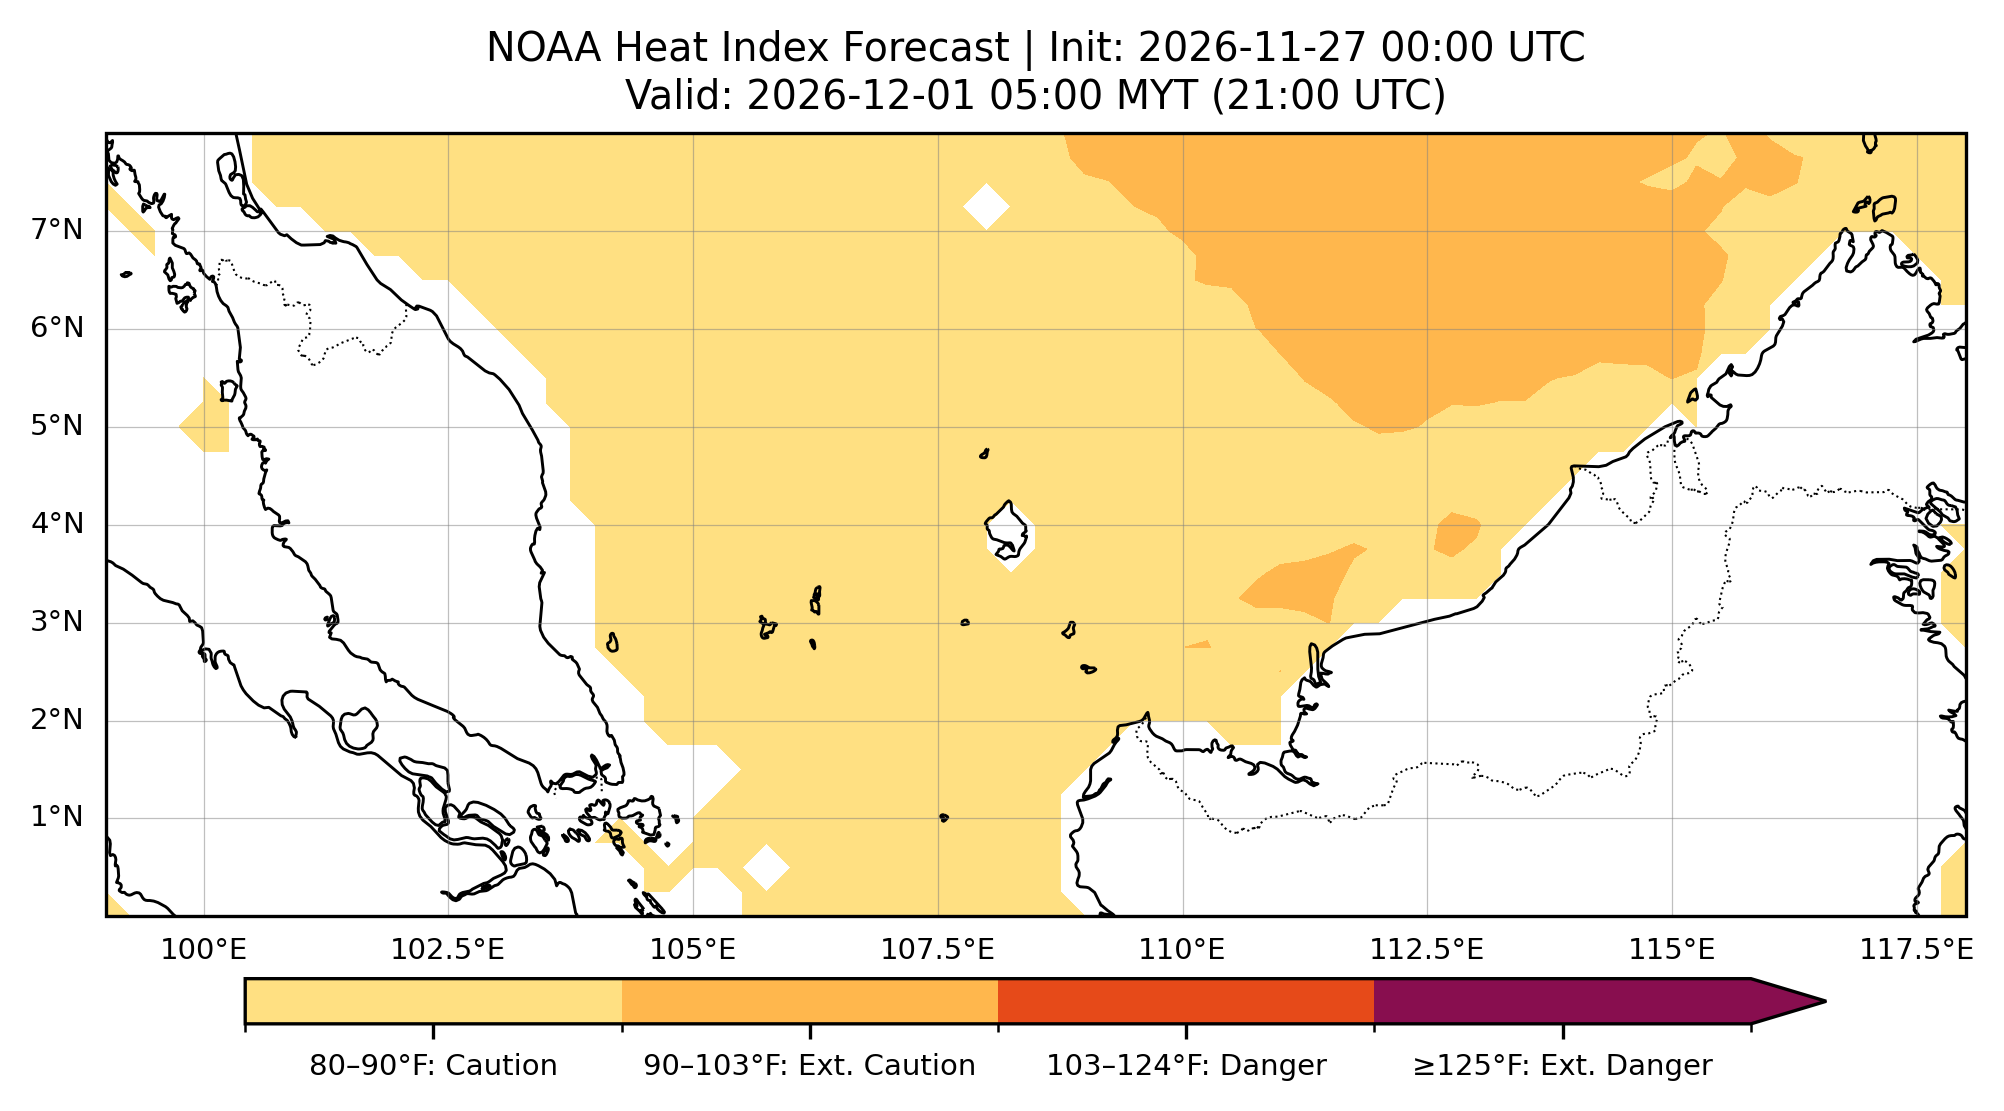 NOAA Heat Index Forecast | Init: 2026-11-27 00:00 UTC
Valid: 2026-12-01 05:00 MYT (21:00 UTC)
7°N
6°N
5°N
4°N
3°N
2°N
1°N
100°E 102.5°E 105°E 107.5°E 110°E 112.5°E 115°E 117.5°E
80–90°F: Caution 90–103°F: Ext. Caution 103–124°F: Danger ≥125°F: Ext. Danger